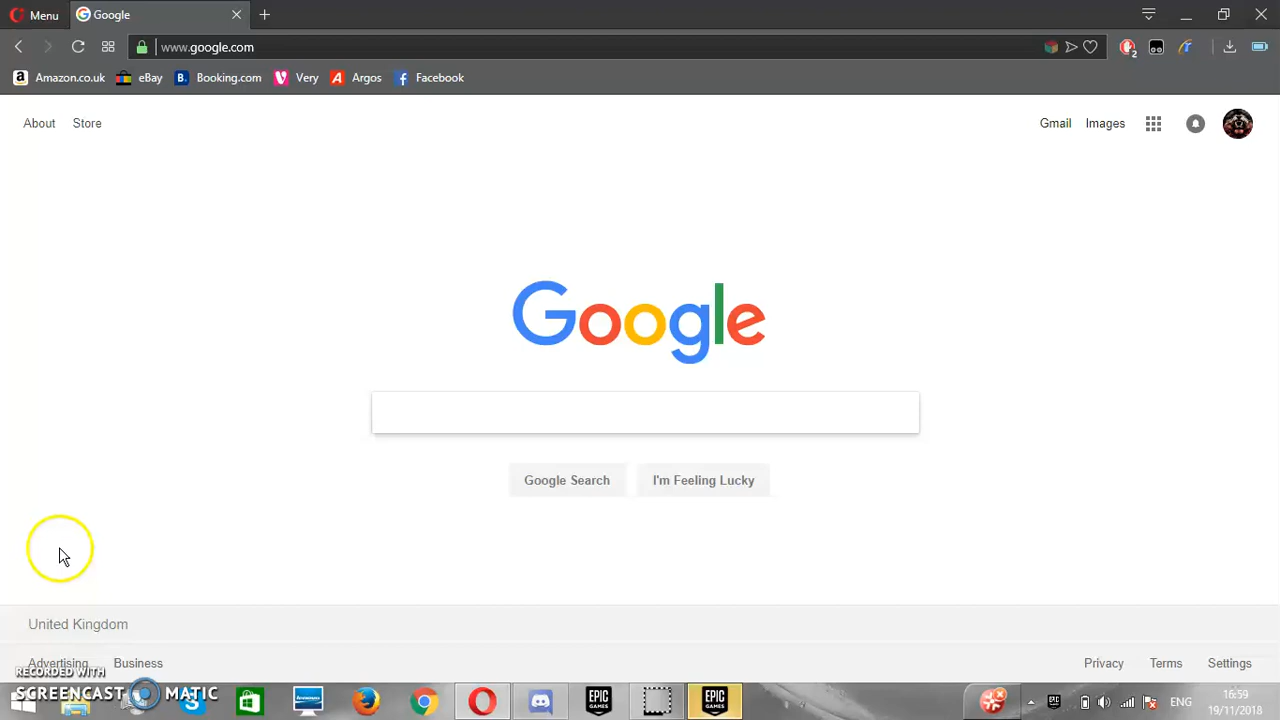 Menu
Google
www.google.com
2
Amazon.co.uk
eBay
B. Booking.com
Very
Argos
Facebook
About
Store
Gmail
Images
Google
Google Search
I'm Feeling Lucky
United Kingdom
Advertising
Business
Privacy
Terms
Settings
RECORDED WITH
SCREENCAST MATIC
EPIC GAMES
EPIC GAMES
ENG
16:59
19/11/2018